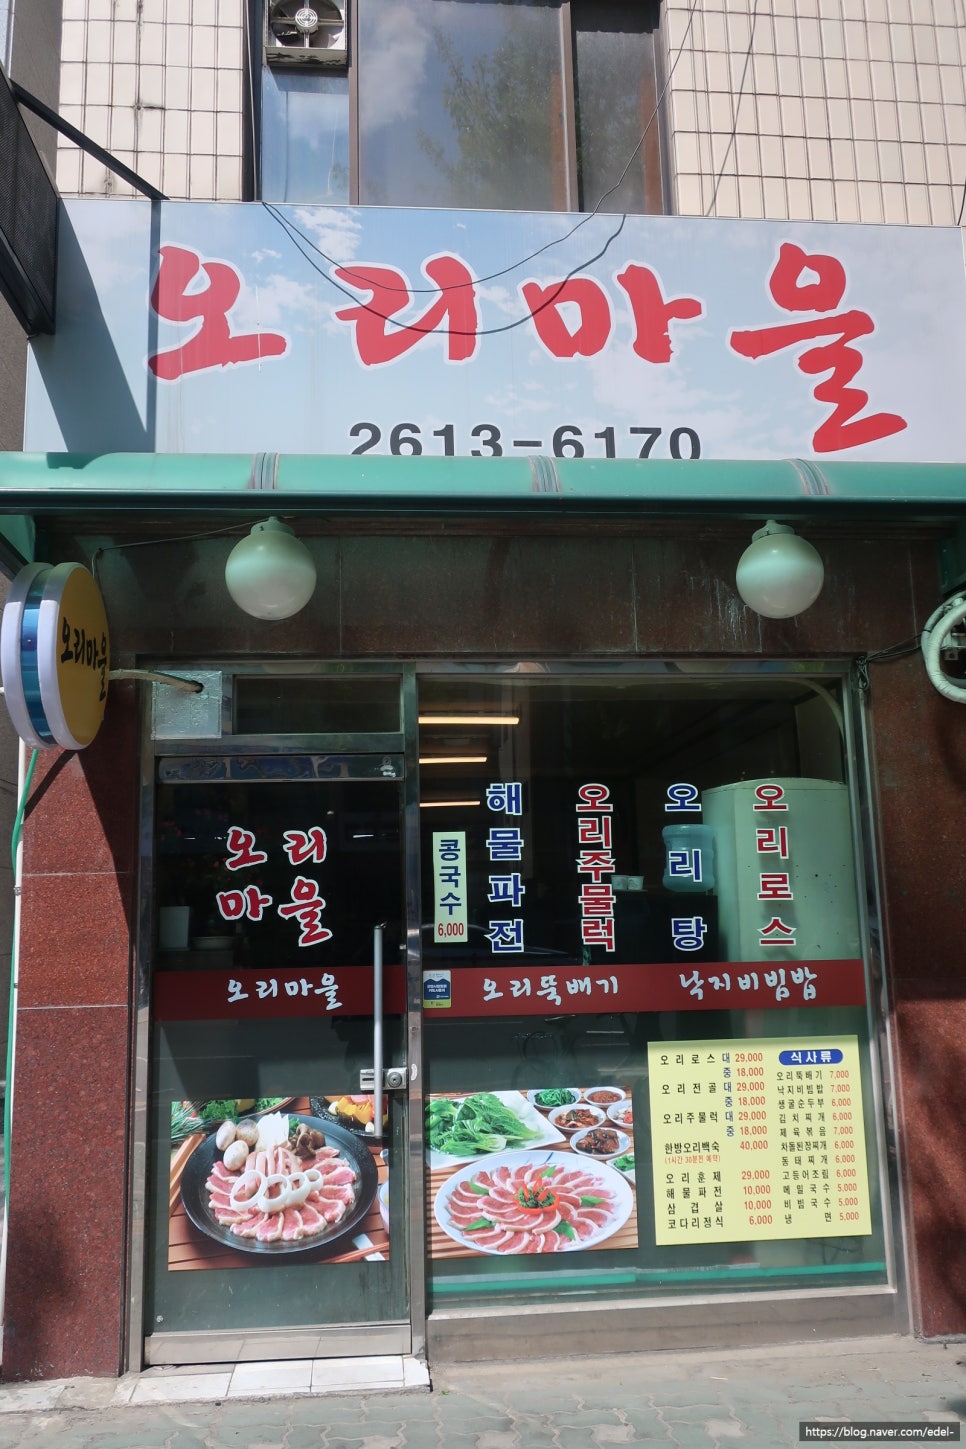 오리마을
2613-6170
오리마을
오리
마을
콩국수
6,000
해물파전
오리주물럭
오리탕
오리로스
오리마을
오리뚝배기
낙지비빔밥
오리로스 대 29,000
중 18,000
오리전골 대 29,000
중 18,000
오리주물럭 대 29,000
중 18,000
한방오리백숙 40,000
(1시간 30분전 예약)
오리훈제 29,000
해물파전 10,000
삼겹살 10,000
코다리정식 6,000
식사류
오리뚝배기 7,000
낙지비빔밥 7,000
생굴순두부 6,000
김치찌개 6,000
제육볶음 7,000
차돌된장찌개 6,000
동태찌개 6,000
고등어조림 6,000
메밀국수 5,000
비빔국수 5,000
냉면 5,000
https://blog.naver.com/edel-